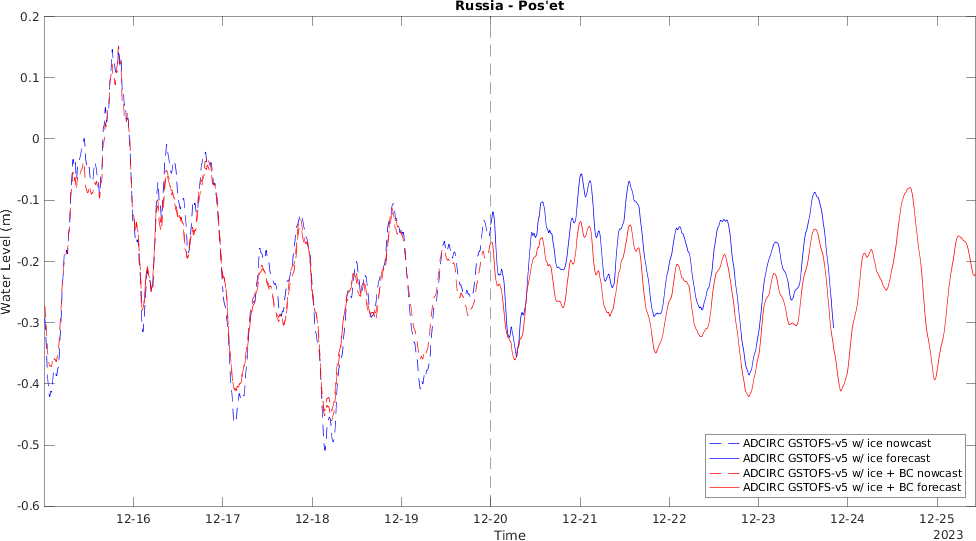 Russia - Pos'et
0.2
0.1
0
-0.1
-0.2
-0.3
-0.4
-0.5
-0.6
Water Level (m)
12-16 12-17 12-18 12-19 12-20 12-21 12-22 12-23 12-24 12-25
Time
2023
ADCIRC GSTOFS-v5 w/ ice nowcast
ADCIRC GSTOFS-v5 w/ ice forecast
ADCIRC GSTOFS-v5 w/ ice + BC nowcast
ADCIRC GSTOFS-v5 w/ ice + BC forecast